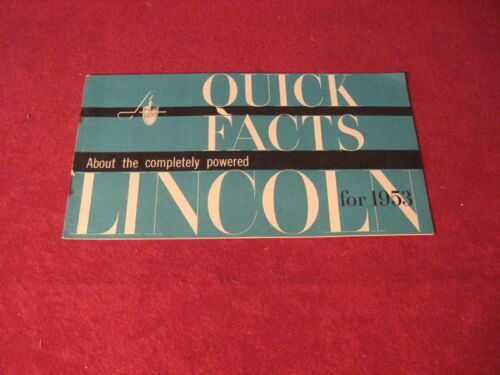 QUICK
FACTS
About the completely powered
LINCOLN
for 1953